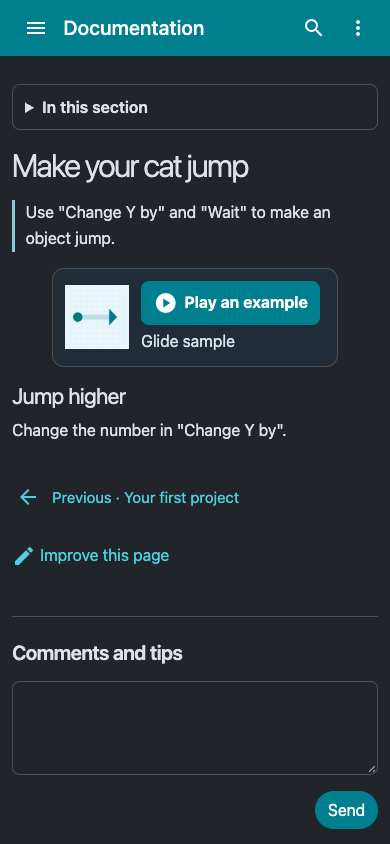 Documentation
In this section
Make your cat jump
Use "Change Y by" and "Wait" to make an
object jump.
Play an example
Glide sample
Jump higher
Change the number in "Change Y by".
Previous · Your first project
Improve this page
Comments and tips
Send